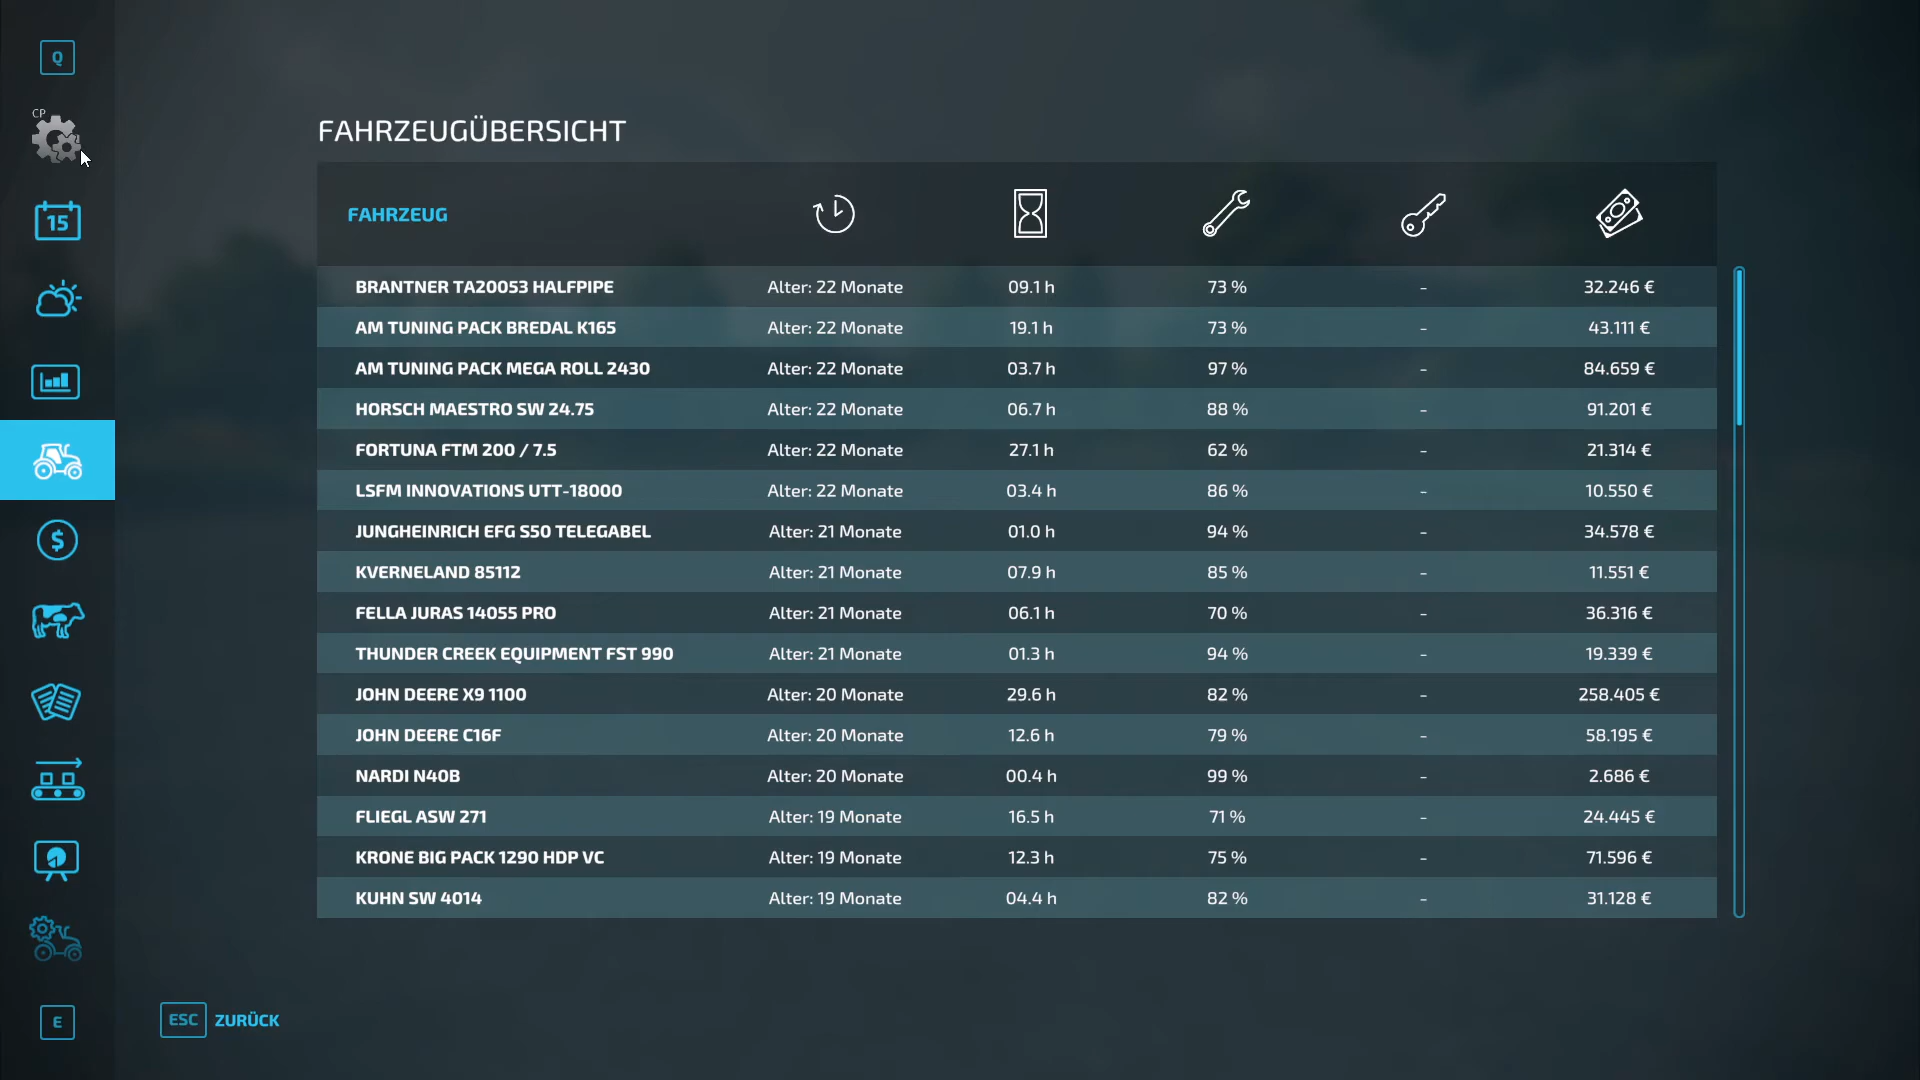 Q
CP
15
FAHRZEUGÜBERSICHT
FAHRZEUG
BRANTNER TA20053 HALFPIPE Alter: 22 Monate 09.1 h 73 % - 32.246 €
AM TUNING PACK BREDAL K165 Alter: 22 Monate 19.1 h 73 % - 43.111 €
AM TUNING PACK MEGA ROLL 2430 Alter: 22 Monate 03.7 h 97 % - 84.659 €
HORSCH MAESTRO SW 24.75 Alter: 22 Monate 06.7 h 88 % - 91.201 €
FORTUNA FTM 200 / 7.5 Alter: 22 Monate 27.1 h 62 % - 21.314 €
LSFM INNOVATIONS UTT-18000 Alter: 22 Monate 03.4 h 86 % - 10.550 €
JUNGHEINRICH EFG S50 TELEGABEL Alter: 21 Monate 01.0 h 94 % - 34.578 €
KVERNELAND 85112 Alter: 21 Monate 07.9 h 85 % - 11.551 €
FELLA JURAS 14055 PRO Alter: 21 Monate 06.1 h 70 % - 36.316 €
THUNDER CREEK EQUIPMENT FST 990 Alter: 21 Monate 01.3 h 94 % - 19.339 €
JOHN DEERE X9 1100 Alter: 20 Monate 29.6 h 82 % - 258.405 €
JOHN DEERE C16F Alter: 20 Monate 12.6 h 79 % - 58.195 €
NARDI N40B Alter: 20 Monate 00.4 h 99 % - 2.686 €
FLIEGL ASW 271 Alter: 19 Monate 16.5 h 71 % - 24.445 €
KRONE BIG PACK 1290 HDP VC Alter: 19 Monate 12.3 h 75 % - 71.596 €
KUHN SW 4014 Alter: 19 Monate 04.4 h 82 % - 31.128 €
$
E
ESC ZURÜCK